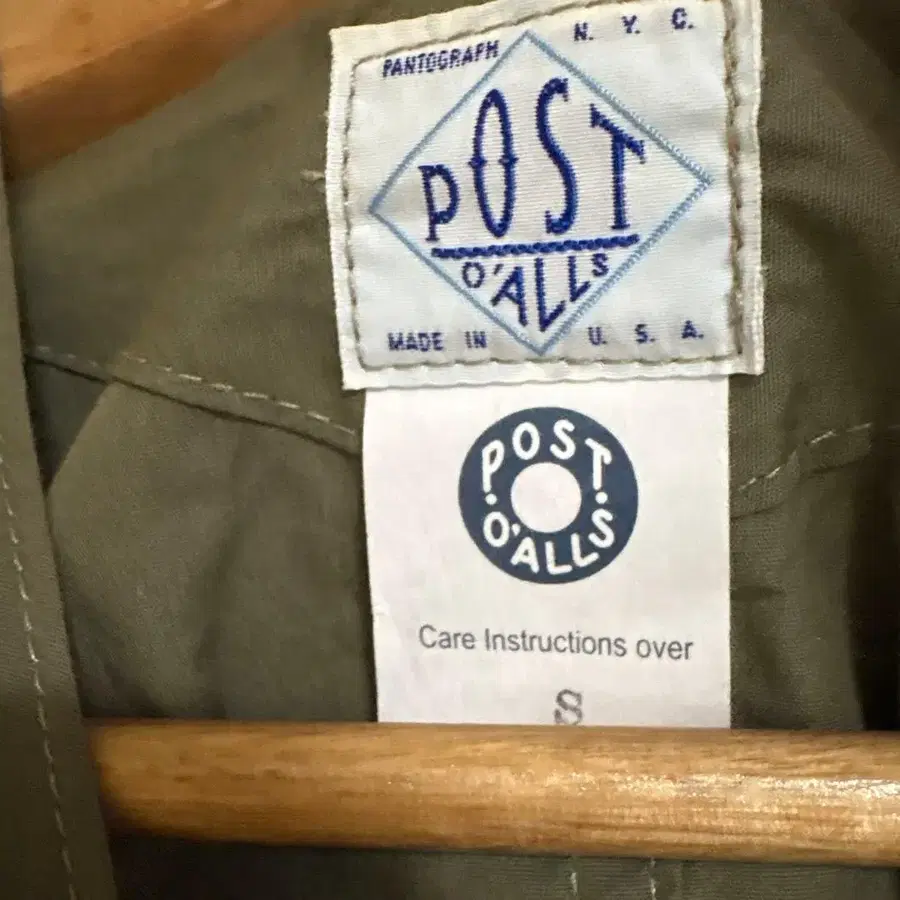 PANTOGRAPH N. Y. C.
POST
O'ALLS
MADE IN U. S. A.
POST
O'ALLS
Care Instructions over
S